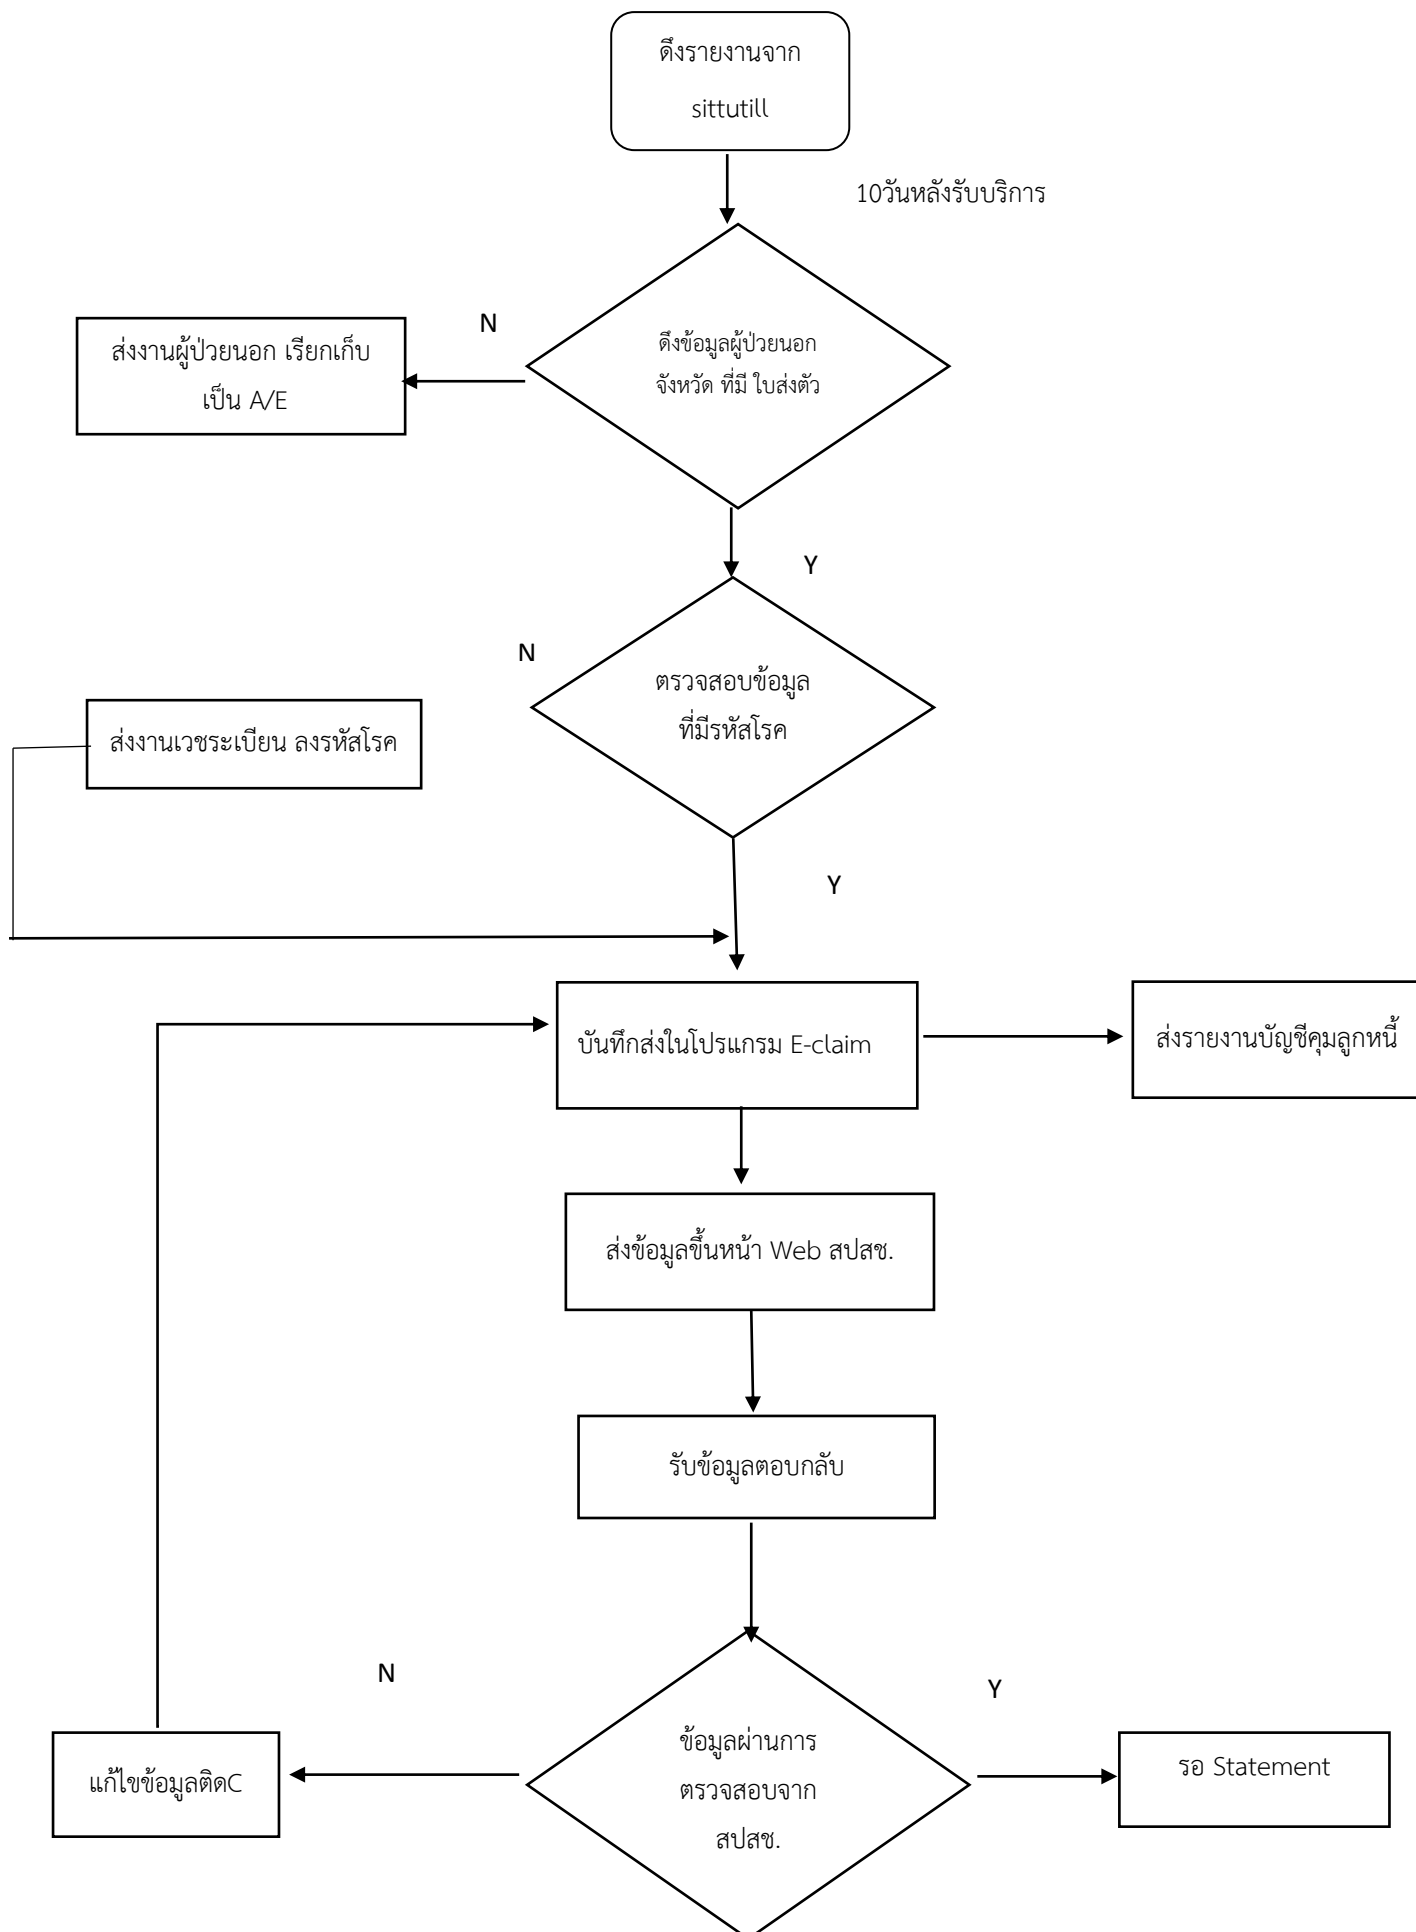 ดึงรายงานจาก
sittutill
10วันหลังรับบริการ
N
ส่งงานผู้ป่วยนอก เรียกเก็บ
เป็น A/E
ดึงข้อมูลผู้ป่วยนอก
จังหวัด ที่มี ใบส่งตัว
Y
N
ตรวจสอบข้อมูล
ที่มีรหัสโรค
ส่งงานเวชระเบียน ลงรหัสโรค
Y
บันทึกส่งในโปรแกรม E-claim
ส่งรายงานบัญชีคุมลูกหนี้
ส่งข้อมูลขึ้นหน้า Web สปสช.
รับข้อมูลตอบกลับ
N
Y
ข้อมูลผ่านการ
ตรวจสอบจาก
สปสช.
แก้ไขข้อมูลติดC
รอ Statement